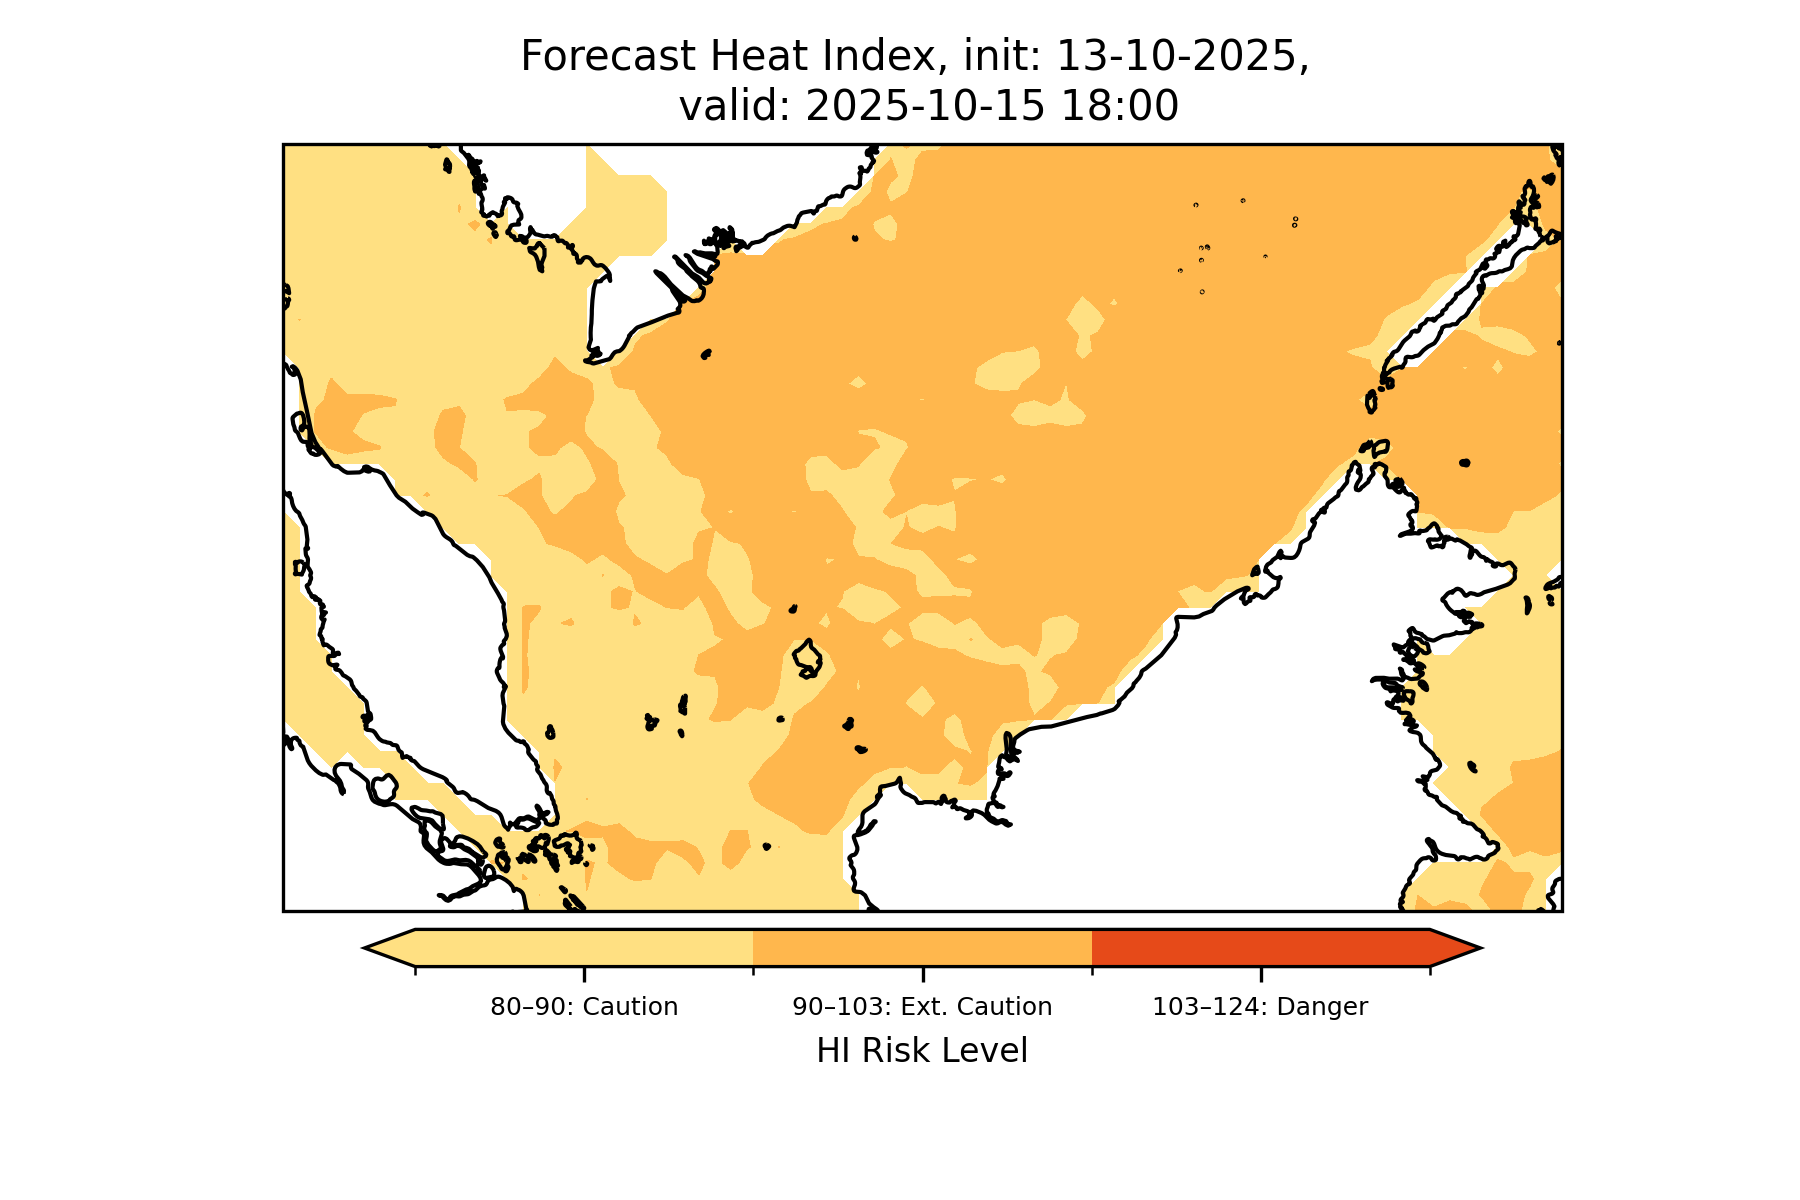 Forecast Heat Index, init: 13-10-2025,
valid: 2025-10-15 18:00
80–90: Caution
90–103: Ext. Caution
103–124: Danger
HI Risk Level